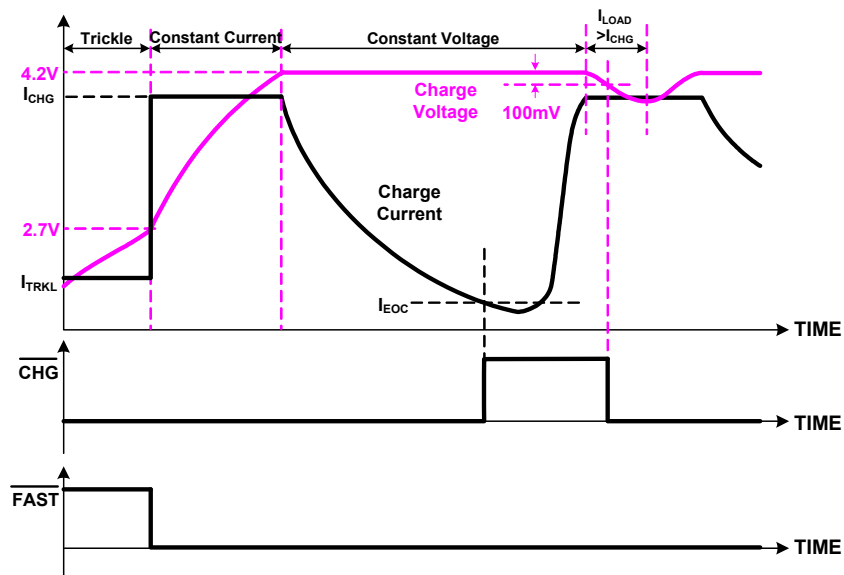 Trickle
Constant Current
Constant Voltage
I_LOAD
>I_CHG
4.2V
I_CHG
Charge
Voltage
100mV
Charge
Current
2.7V
I_TRKL
I_EOC
TIME
CHG
TIME
FAST
TIME